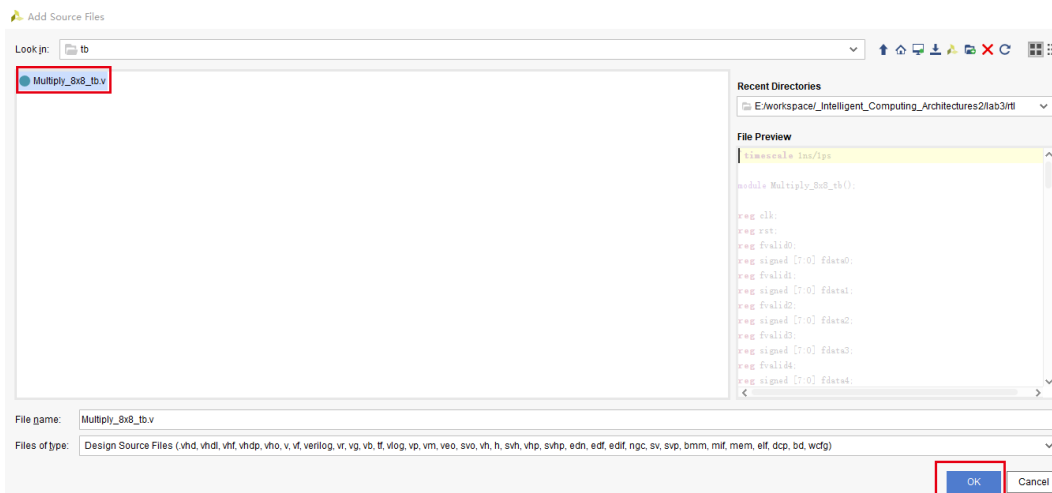 Add Source Files
Look in: tb
Multiply_8x8_tb.v
Recent Directories
E:/workspace/_Intelligent_Computing_Architectures2/lab3/rtl
File Preview
`timescale 1ns/1ps
module Multiply_8x8_tb();
reg clk;
reg rst;
reg fvalid0;
reg signed [7:0] fdata0;
reg fvalid1;
reg signed [7:0] fdata1;
reg fvalid2;
reg signed [7:0] fdata2;
reg fvalid3;
reg signed [7:0] fdata3;
reg fvalid4;
reg signed [7:0] fdata4;
File name: Multiply_8x8_tb.v
Files of type: Design Source Files (.vhd, vhdl, vhf, vhdp, vho, v, vf, verilog, vr, vg, vb, tf, vlog, vp, vm, veo, svo, vh, h, svh, vhp, svhp, edn, edf, edif, ngc, sv, svp, bmm, mif, mem, elf, dcp, bd, wcfg)
OK
Cancel